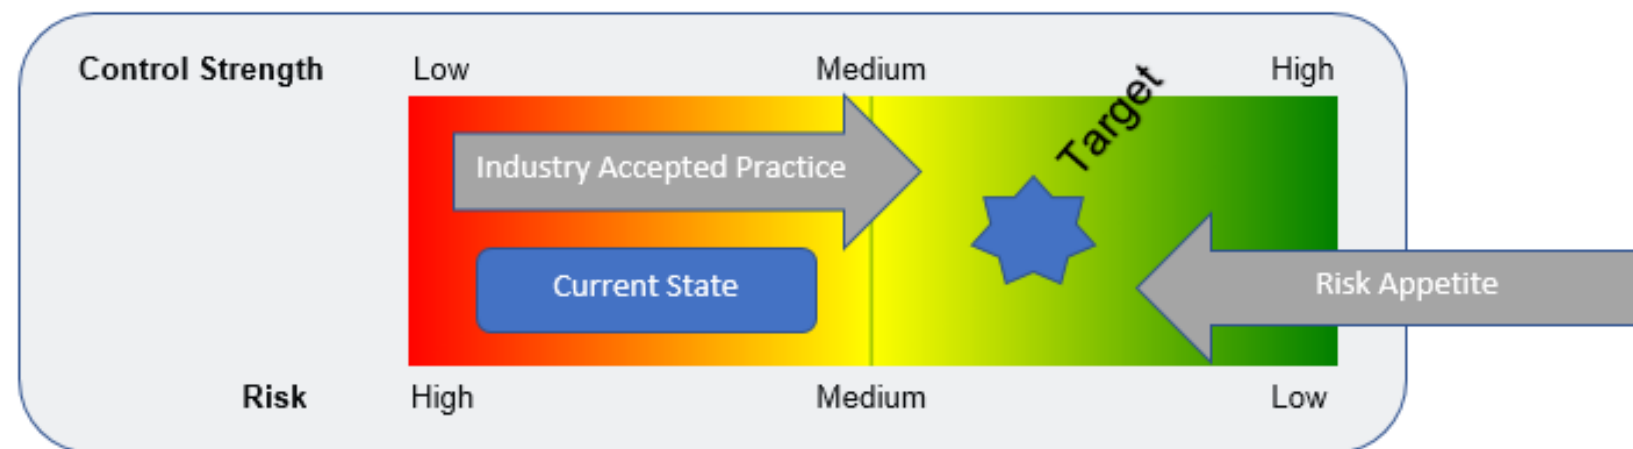 Control Strength
Low
Medium
High
Target
Industry Accepted Practice
Current State
Risk Appetite
Risk
High
Medium
Low